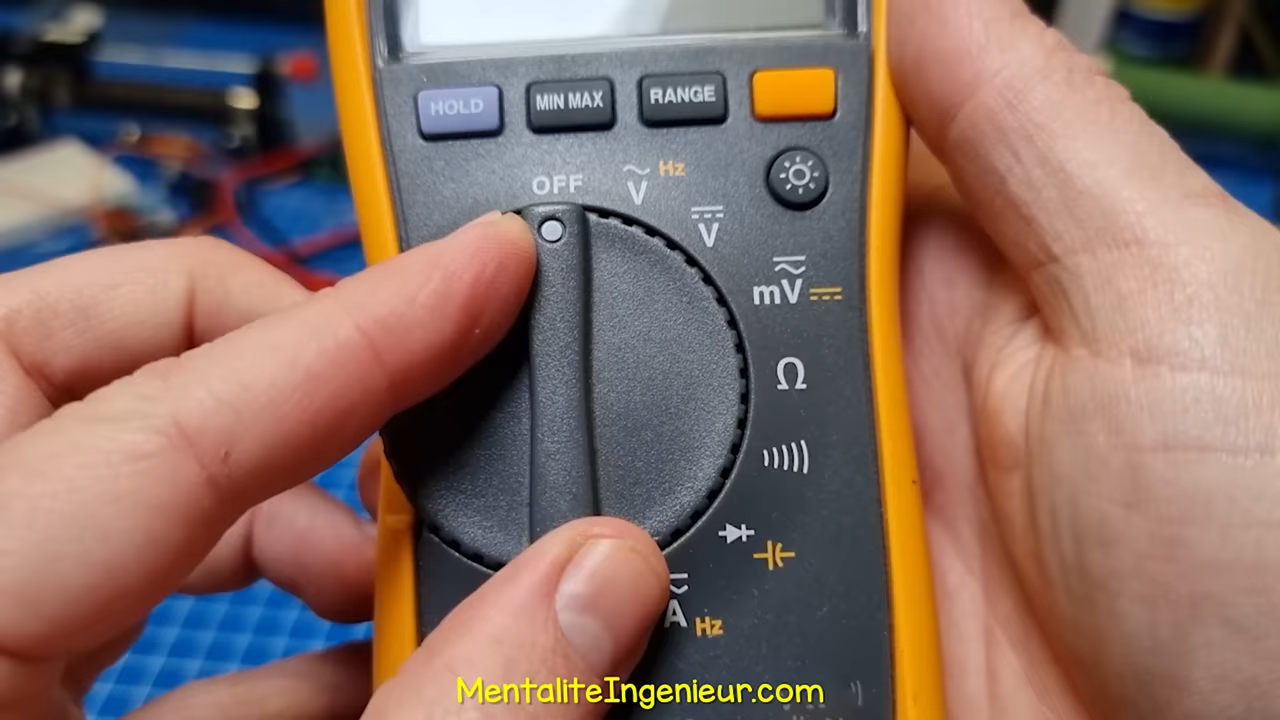 HOLD
MIN MAX
RANGE
OFF
V Hz
V
mV
Ω
A Hz
MentaliteIngenieur.com